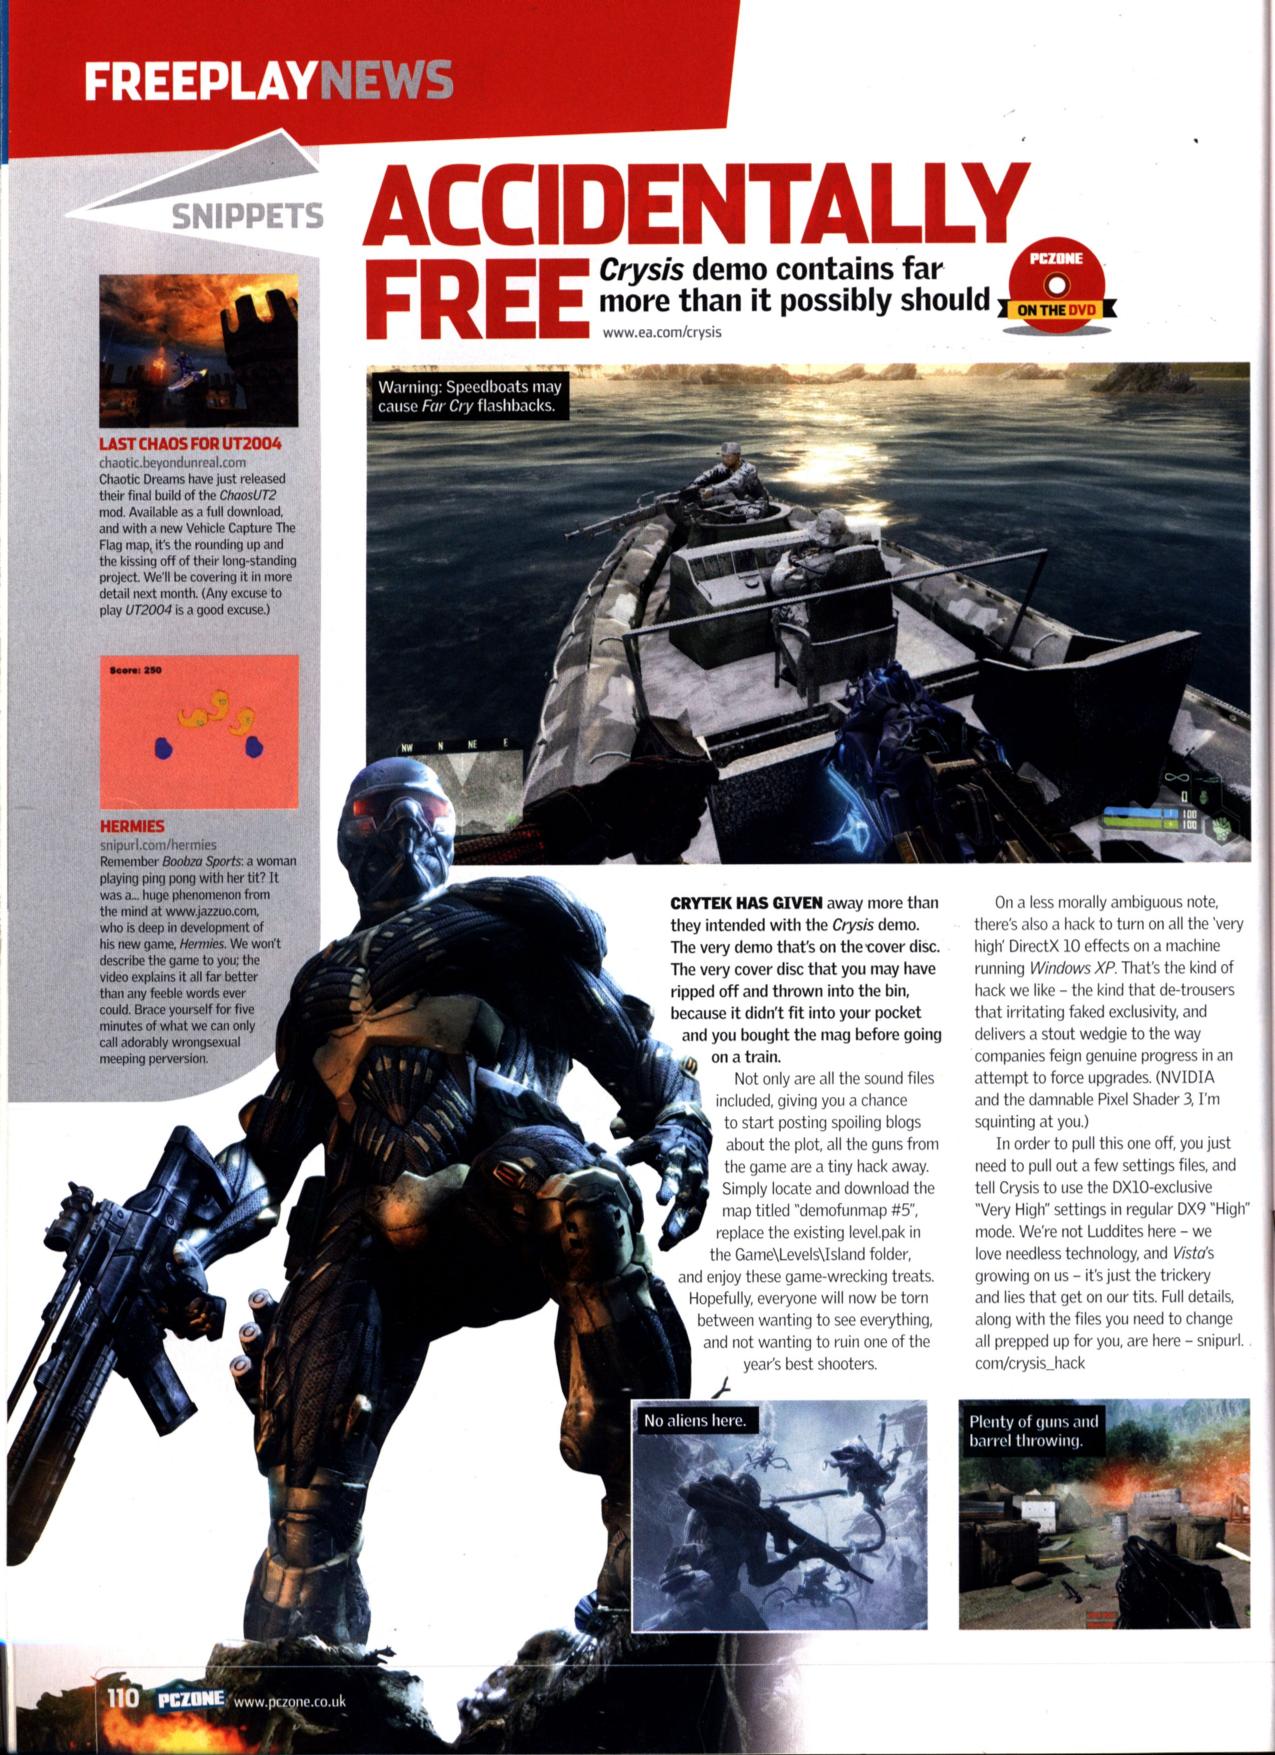 FREEPLAYNEWS
SNIPPETS
ACCIDENTALLY
FREE
Crysis demo contains far
more than it possibly should
www.ea.com/crysis
PCZONE
ON THE DVD
Warning: Speedboats may
cause Far Cry flashbacks.
NW N NE E
0
100
100
LAST CHAOS FOR UT2004
chaotic.beyondunreal.com
Chaotic Dreams have just released
their final build of the ChaosUT2
mod. Available as a full download,
and with a new Vehicle Capture The
Flag map, it's the rounding up and
the kissing off of their long-standing
project. We'll be covering it in more
detail next month. (Any excuse to
play UT2004 is a good excuse.)
Score: 250
HERMIES
snipurl.com/hermies
Remember Boobza Sports: a woman
playing ping pong with her tit? It
was a... huge phenomenon from
the mind at www.jazzuo.com,
who is deep in development of
his new game, Hermies. We won't
describe the game to you; the
video explains it all far better
than any feeble words ever
could. Brace yourself for five
minutes of what we can only
call adorably wrongsexual
meeping perversion.
CRYTEK HAS GIVEN away more than
they intended with the Crysis demo.
The very demo that's on the cover disc.
The very cover disc that you may have
ripped off and thrown into the bin,
because it didn't fit into your pocket
and you bought the mag before going
on a train.
Not only are all the sound files
included, giving you a chance
to start posting spoiling blogs
about the plot, all the guns from
the game are a tiny hack away.
Simply locate and download the
map titled "demofunmap #5",
replace the existing level.pak in
the Game\Levels\Island folder,
and enjoy these game-wrecking treats.
Hopefully, everyone will now be torn
between wanting to see everything,
and not wanting to ruin one of the
year's best shooters.
On a less morally ambiguous note,
there's also a hack to turn on all the 'very
high' DirectX 10 effects on a machine
running Windows XP. That's the kind of
hack we like – the kind that de-trousers
that irritating faked exclusivity, and
delivers a stout wedgie to the way
companies feign genuine progress in an
attempt to force upgrades. (NVIDIA
and the damnable Pixel Shader 3, I'm
squinting at you.)
In order to pull this one off, you just
need to pull out a few settings files, and
tell Crysis to use the DX10-exclusive
"Very High" settings in regular DX9 "High"
mode. We're not Luddites here – we
love needless technology, and Vista's
growing on us – it's just the trickery
and lies that get on our tits. Full details,
along with the files you need to change
all prepped up for you, are here – snipurl.
com/crysis_hack
No aliens here.
Plenty of guns and
barrel throwing.
110 PCZONE www.pczone.co.uk